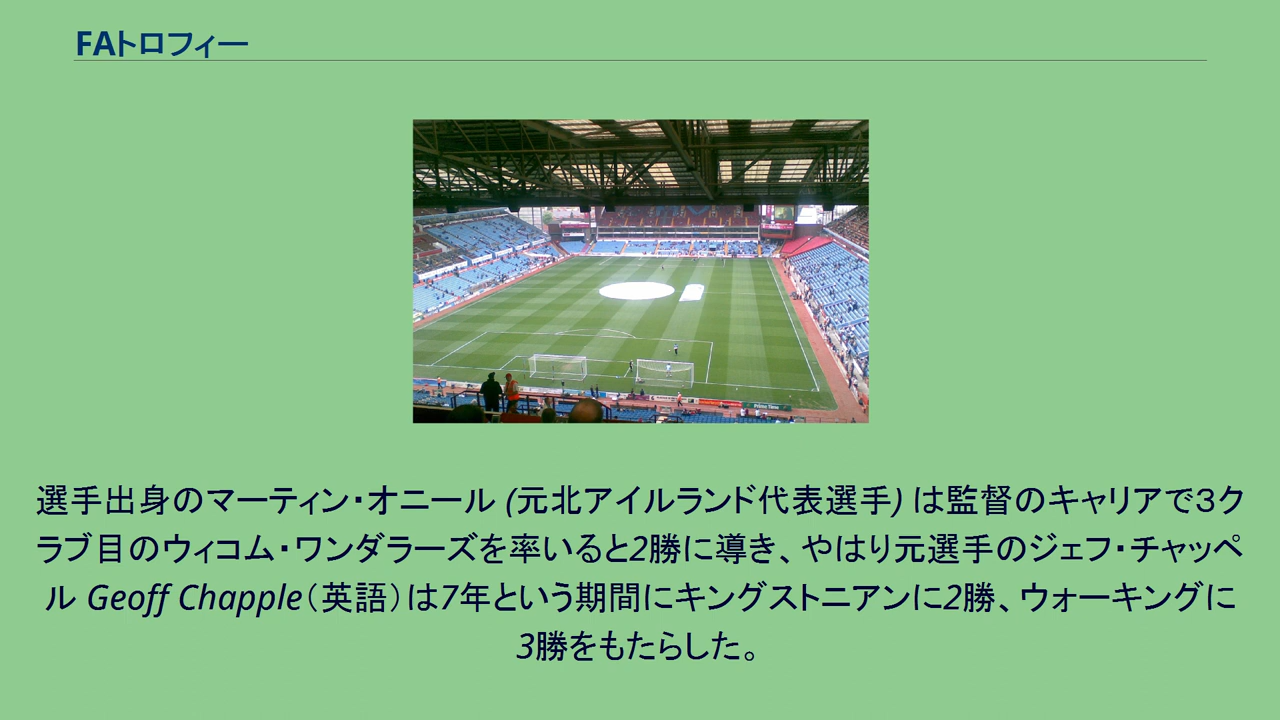 FAトロフィー
選手出身のマーティン・オニール (元北アイルランド代表選手) は監督のキャリアで３ク
ラブ目のウィコム・ワンダラーズを率いると2勝に導き、やはり元選手のジェフ・チャッペ
ル Geoff Chapple（英語）は7年という期間にキングストニアンに2勝、ウォーキングに
3勝をもたらした。